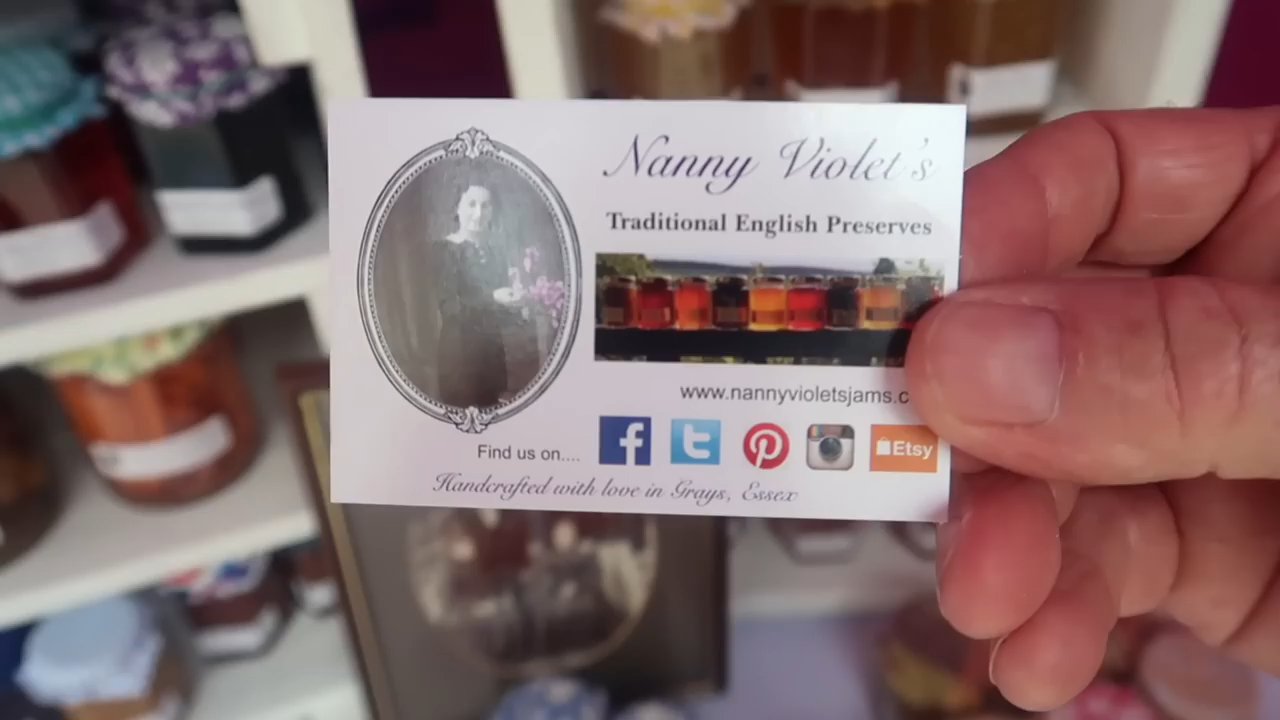 Nanny Violet's
Traditional English Preserves
www.nannyvioletsjams.c
Find us on....
Etsy
Handcrafted with love in Grays, Essex